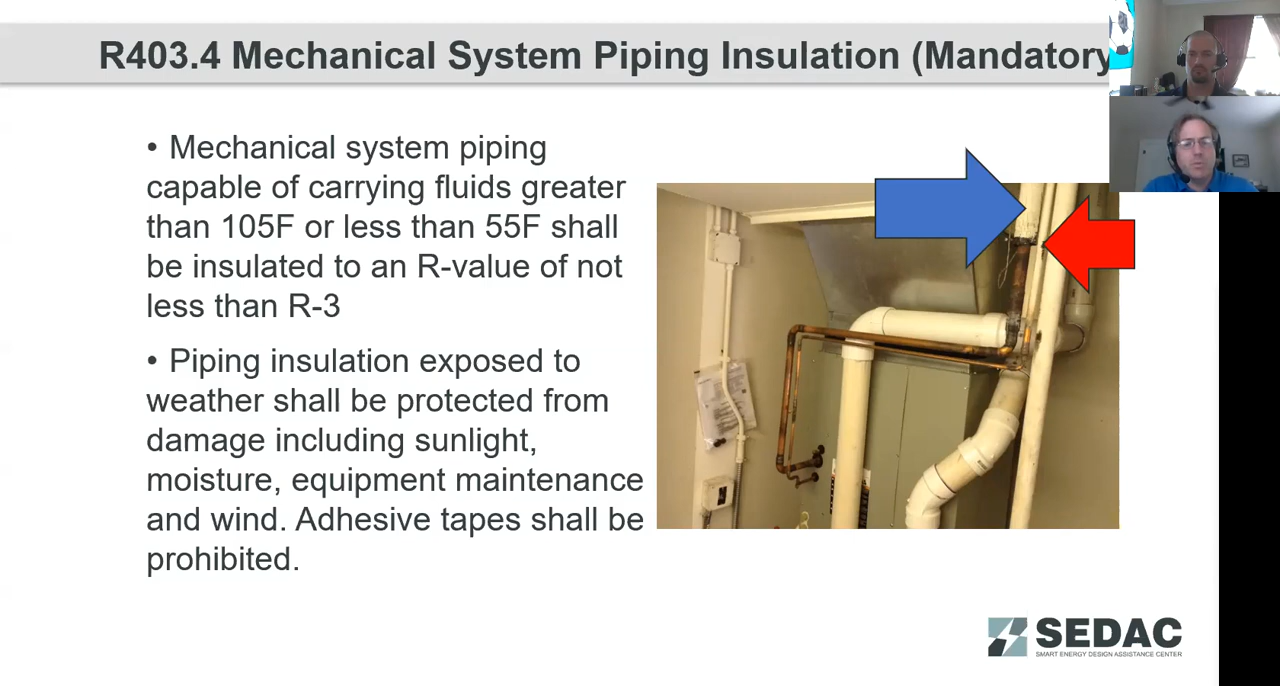 R403.4 Mechanical System Piping Insulation (Mandatory
• Mechanical system piping
capable of carrying fluids greater
than 105F or less than 55F shall
be insulated to an R-value of not
less than R-3
• Piping insulation exposed to
weather shall be protected from
damage including sunlight,
moisture, equipment maintenance
and wind. Adhesive tapes shall be
prohibited.
SEDAC
SMART ENERGY DESIGN ASSISTANCE CENTER